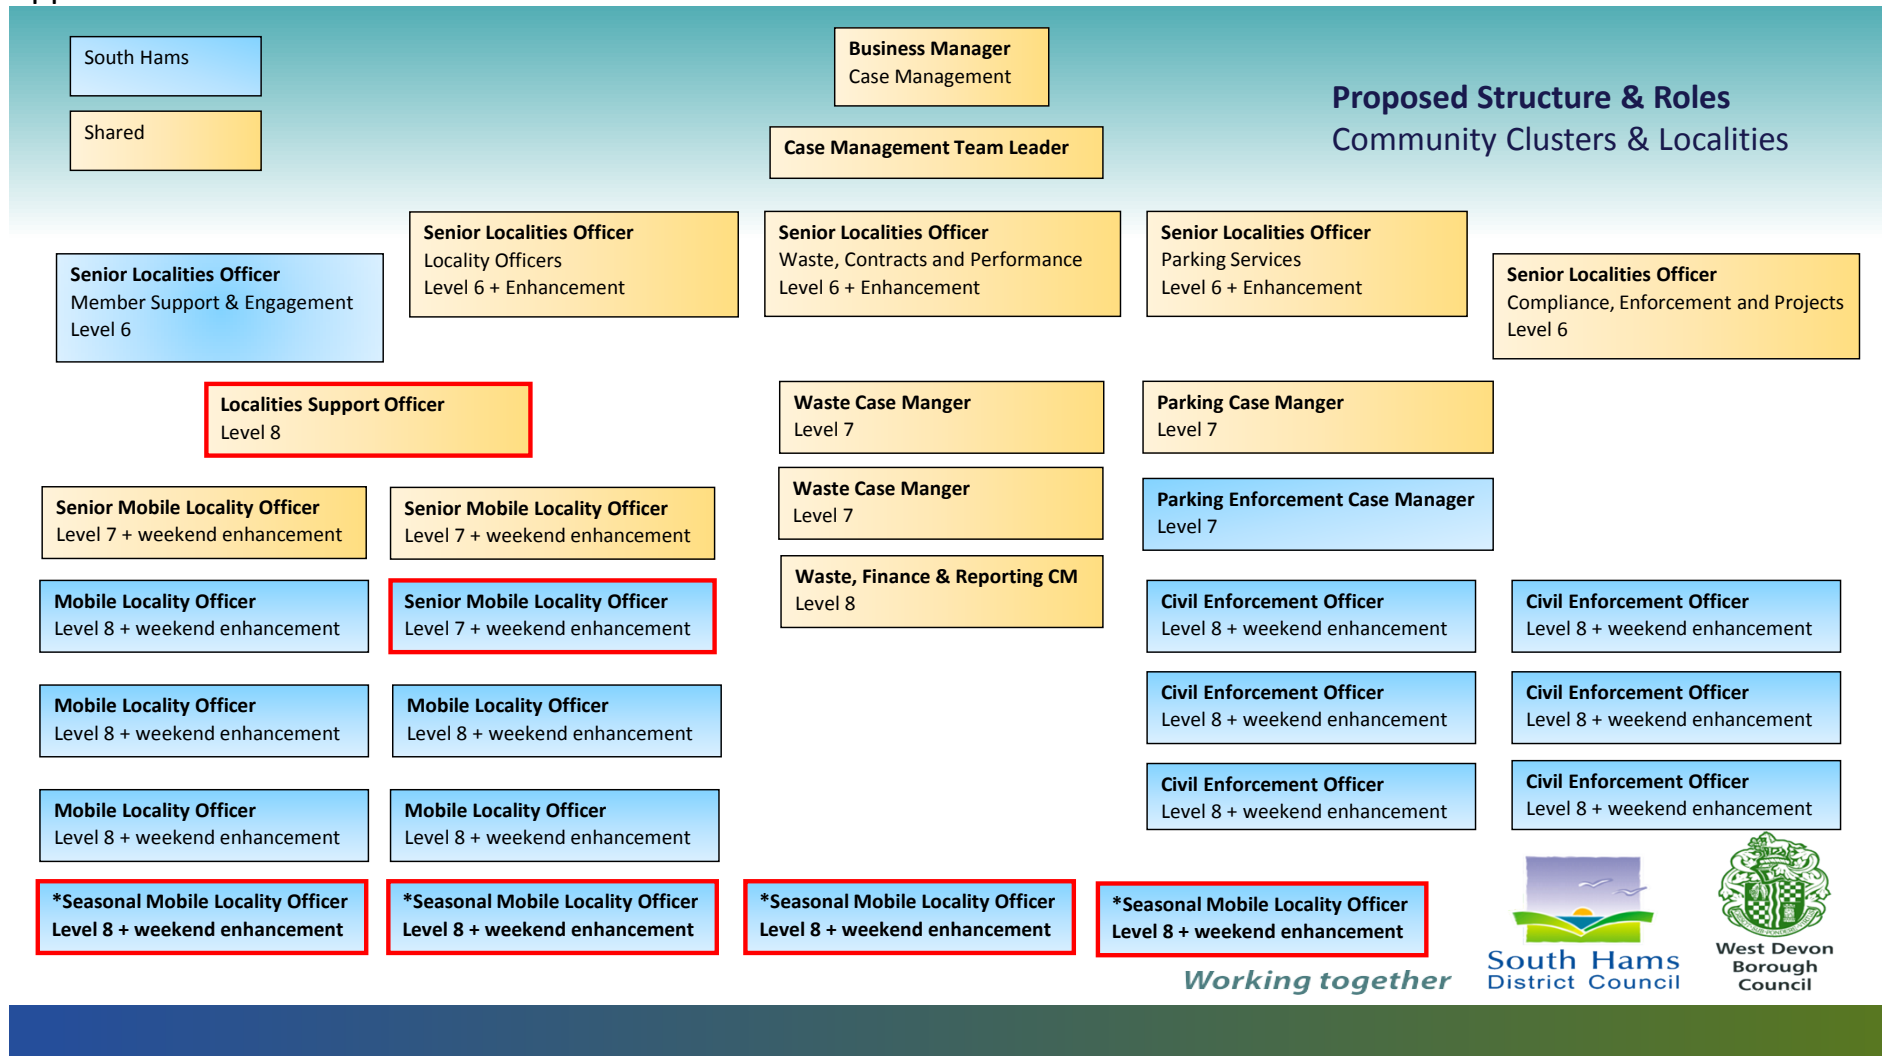 South Hams
Shared
Business Manager
Case Management
Case Management Team Leader
Proposed Structure & Roles
Community Clusters & Localities
Senior Localities Officer
Member Support & Engagement
Level 6
Senior Localities Officer
Locality Officers
Level 6 + Enhancement
Senior Localities Officer
Waste, Contracts and Performance
Level 6 + Enhancement
Senior Localities Officer
Parking Services
Level 6 + Enhancement
Senior Localities Officer
Compliance, Enforcement and Projects
Level 6
Localities Support Officer
Level 8
Waste Case Manger
Level 7
Parking Case Manger
Level 7
Senior Mobile Locality Officer
Level 7 + weekend enhancement
Senior Mobile Locality Officer
Level 7 + weekend enhancement
Waste Case Manger
Level 7
Parking Enforcement Case Manager
Level 7
Waste, Finance & Reporting CM
Level 8
Mobile Locality Officer
Level 8 + weekend enhancement
Senior Mobile Locality Officer
Level 7 + weekend enhancement
Civil Enforcement Officer
Level 8 + weekend enhancement
Civil Enforcement Officer
Level 8 + weekend enhancement
Mobile Locality Officer
Level 8 + weekend enhancement
Mobile Locality Officer
Level 8 + weekend enhancement
Civil Enforcement Officer
Level 8 + weekend enhancement
Civil Enforcement Officer
Level 8 + weekend enhancement
Mobile Locality Officer
Level 8 + weekend enhancement
Mobile Locality Officer
Level 8 + weekend enhancement
Civil Enforcement Officer
Level 8 + weekend enhancement
Civil Enforcement Officer
Level 8 + weekend enhancement
*Seasonal Mobile Locality Officer
Level 8 + weekend enhancement
*Seasonal Mobile Locality Officer
Level 8 + weekend enhancement
*Seasonal Mobile Locality Officer
Level 8 + weekend enhancement
*Seasonal Mobile Locality Officer
Level 8 + weekend enhancement
Working together
South Hams
District Council
West Devon
Borough
Council